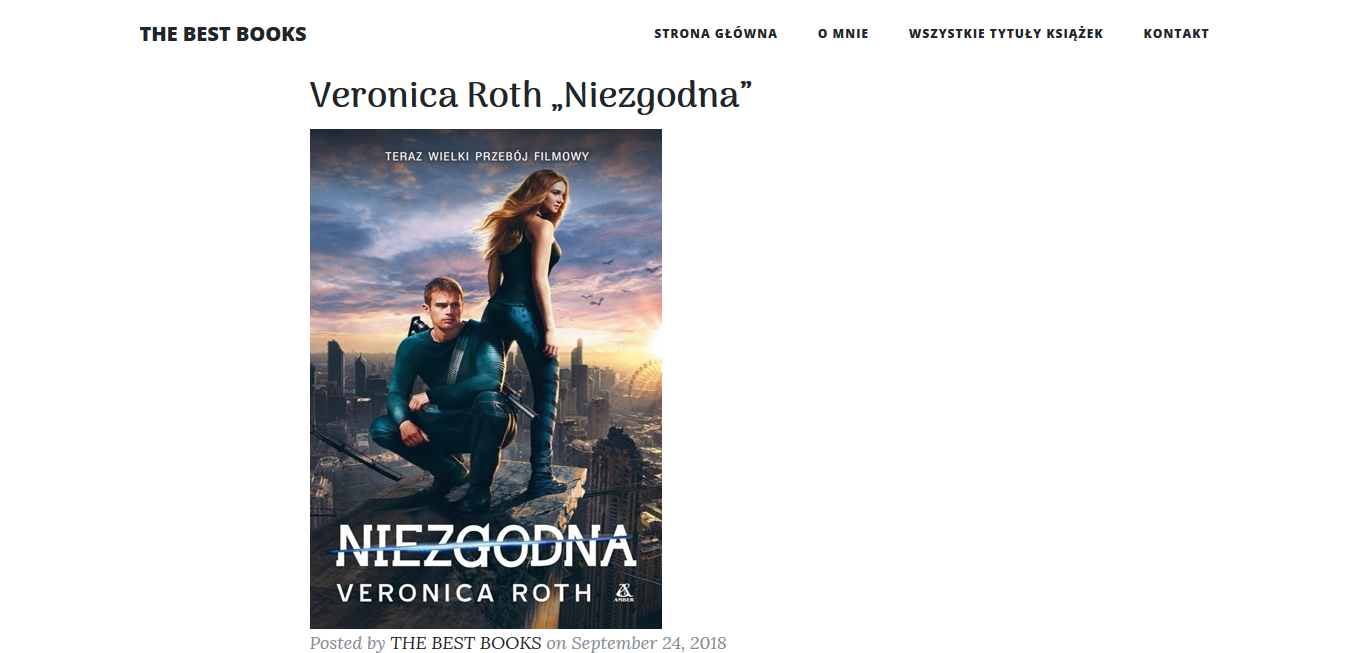 THE BEST BOOKS
STRONA GŁÓWNA O MNIE WSZYSTKIE TYTUŁY KSIĄŻEK KONTAKT
Veronica Roth „Niezgodna”
TERAZ WIELKI PRZEBÓJ FILMOWY
NIEZGODNA
VERONICA ROTH
AMBER
Posted by THE BEST BOOKS on September 24, 2018